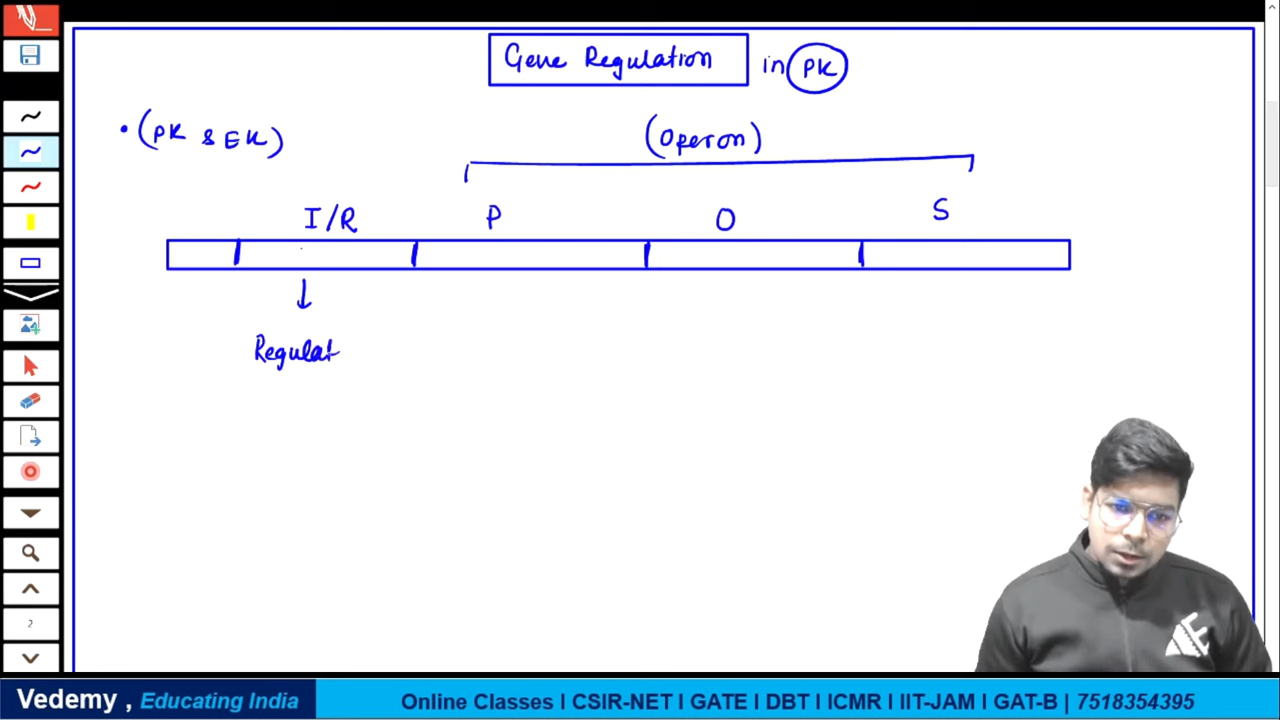 Gene Regulation in PK
• (PK & EK)
(Operon)
I/R P O S
Regulat
?
Vedemy , Educating India
Online Classes I CSIR-NET I GATE I DBT I ICMR I IIT-JAM I GAT-B | 7518354395